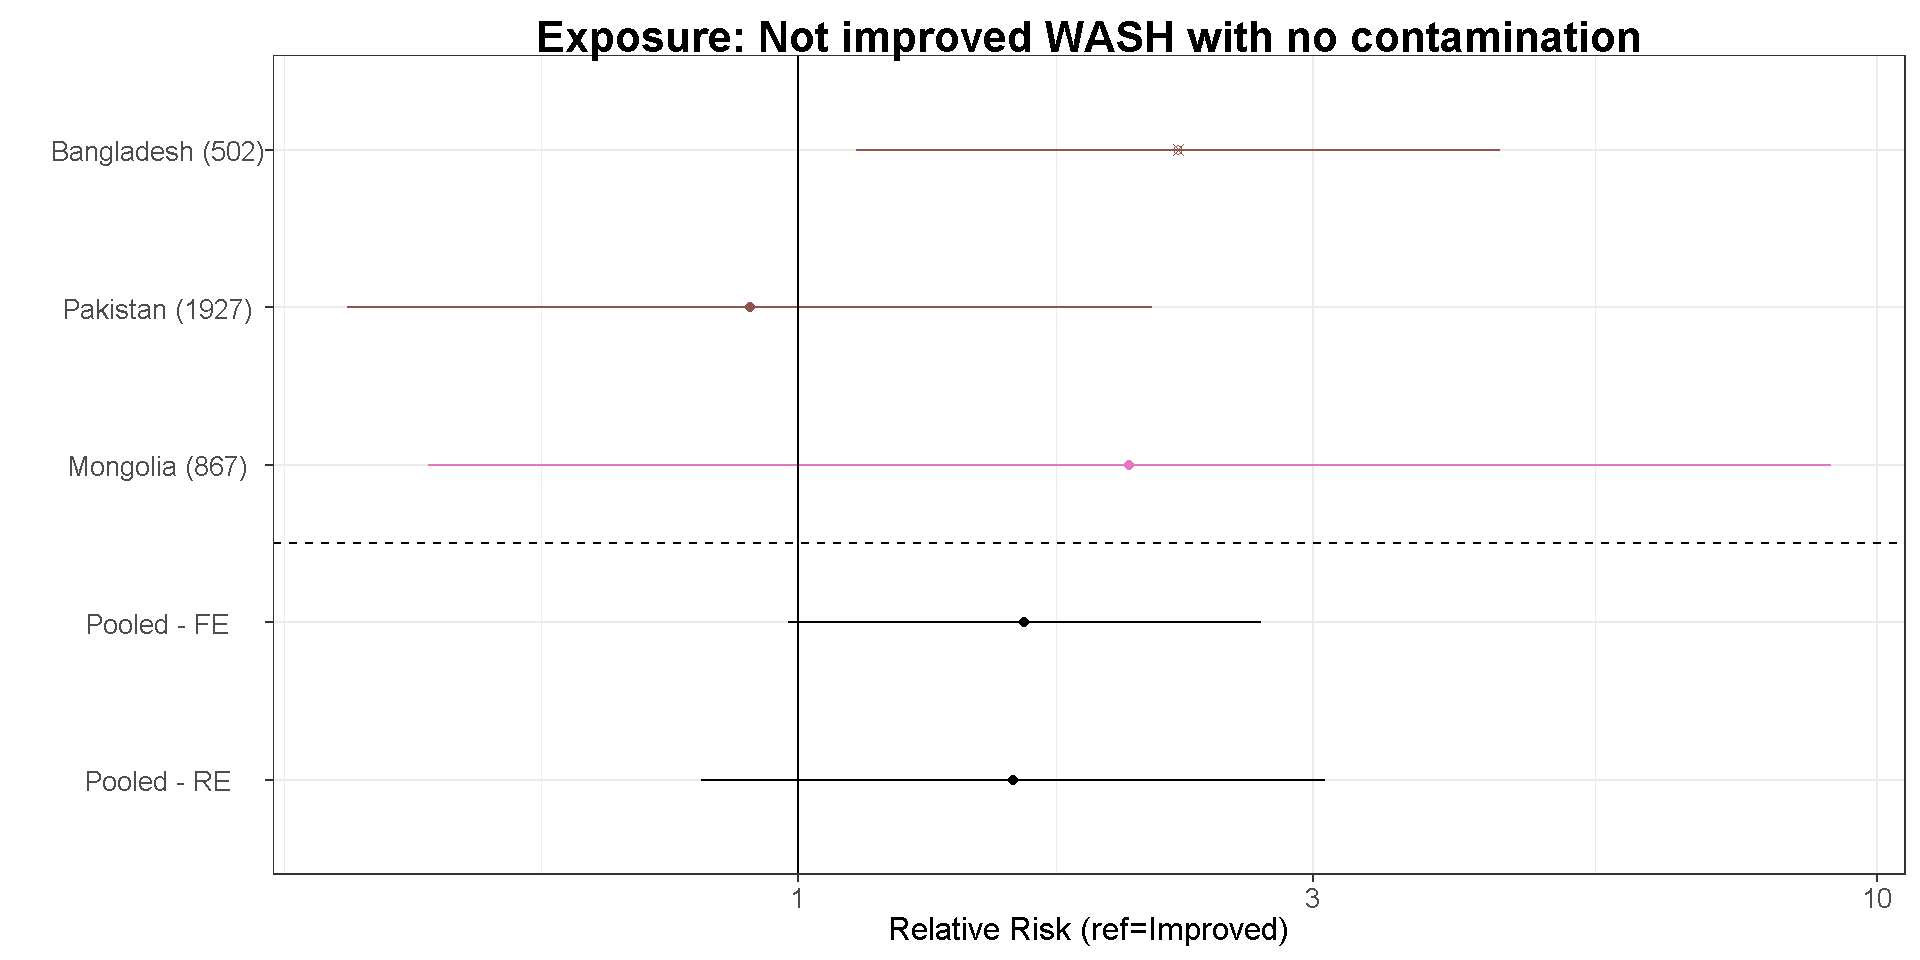 Exposure: Not improved WASH with no contamination
Bangladesh (502)
Pakistan (1927)
Mongolia (867)
Pooled - FE
Pooled - RE
1 3 10
Relative Risk (ref=Improved)